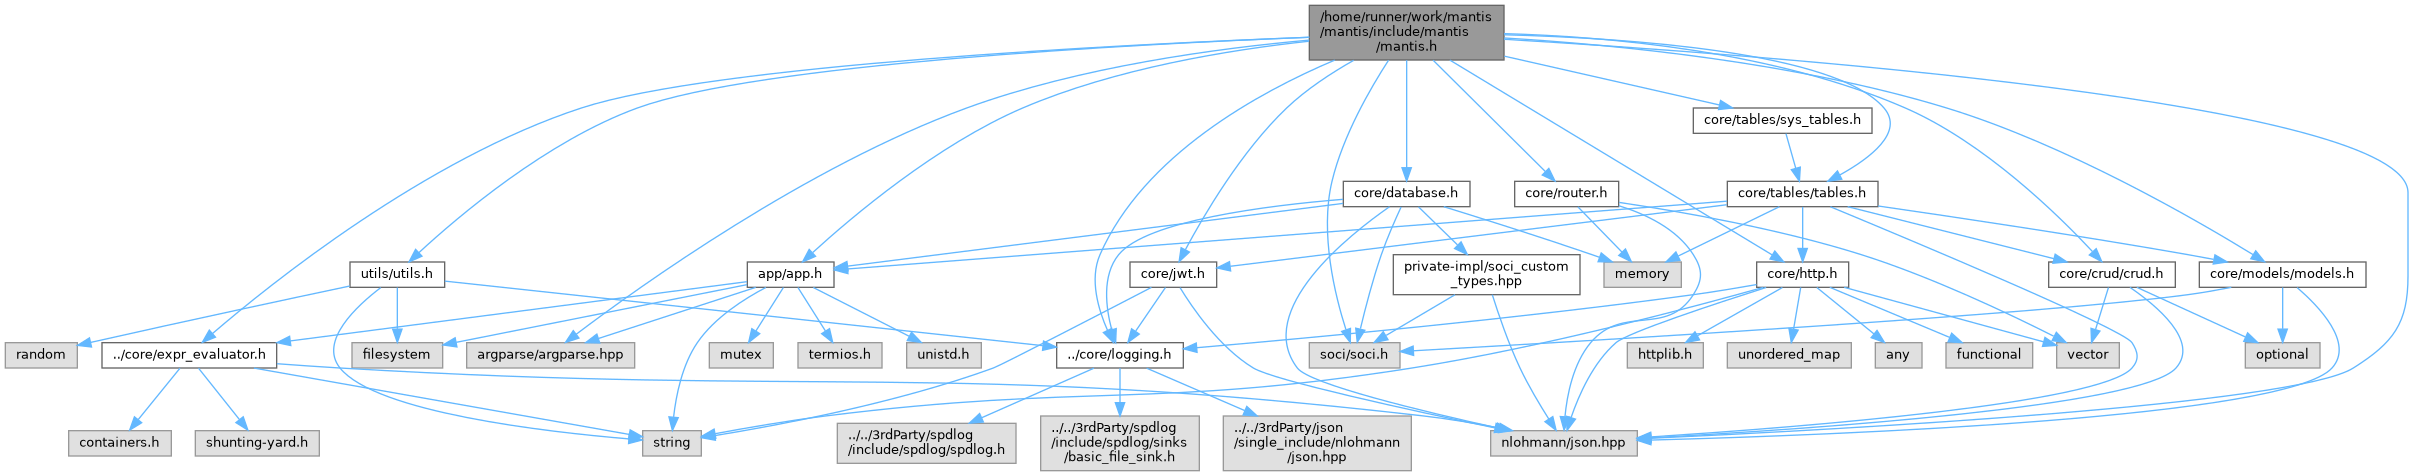 /home/runner/work/mantis
/mantis/include/mantis
/mantis.h
core/tables/sys_tables.h
core/database.h
core/router.h
core/tables/tables.h
utils/utils.h
app/app.h
core/jwt.h
private-impl/soci_custom
_types.hpp
memory
core/http.h
core/crud/crud.h
core/models/models.h
random
../core/expr_evaluator.h
filesystem
argparse/argparse.hpp
mutex
termios.h
unistd.h
../core/logging.h
soci/soci.h
httplib.h
unordered_map
any
functional
vector
optional
containers.h
shunting-yard.h
string
../../3rdParty/spdlog
/include/spdlog/spdlog.h
../../3rdParty/spdlog
/include/spdlog/sinks
/basic_file_sink.h
../../3rdParty/json
/single_include/nlohmann
/json.hpp
nlohmann/json.hpp